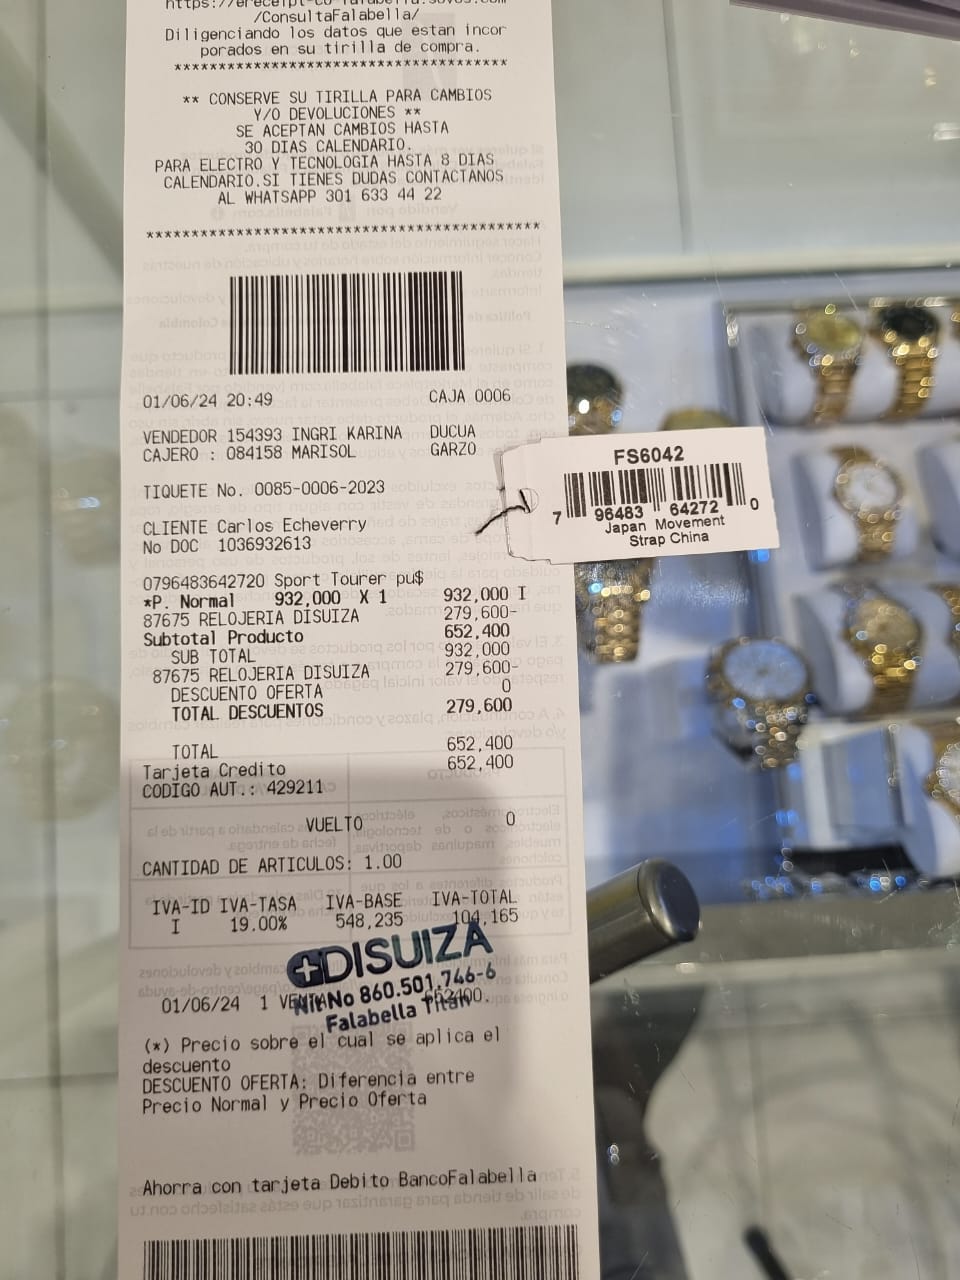 https://ereceipt-co-falabella.sovos.com
/ConsultaFalabella/
Diligenciando los datos que estan incor
porados en su tirilla de compra.
**************************************
** CONSERVE SU TIRILLA PARA CAMBIOS
Y/O DEVOLUCIONES **
SE ACEPTAN CAMBIOS HASTA
30 DIAS CALENDARIO.
PARA ELECTRO Y TECNOLOGIA HASTA 8 DIAS
CALENDARIO.SI TIENES DUDAS CONTACTANOS
AL WHATSAPP 301 633 44 22
******************************************
01/06/24 20:49 CAJA 0006
VENDEDOR 154393 INGRI KARINA DUCUA
CAJERO : 084158 MARISOL GARZO
TIQUETE No. 0085-0006-2023
CLIENTE Carlos Echeverry
No DOC 1036932613
0796483642720 Sport Tourer pu$
*P. Normal 932,000 X 1 932,000 I
87675 RELOJERIA DISUIZA 279,600-
Subtotal Producto 652,400
SUB TOTAL 932,000
87675 RELOJERIA DISUIZA 279,600-
DESCUENTO OFERTA 0
TOTAL DESCUENTOS 279,600
TOTAL 652,400
Tarjeta Credito 652,400
CODIGO AUT.: 429211
VUELTO 0
CANTIDAD DE ARTICULOS: 1.00
IVA-ID IVA-TASA IVA-BASE IVA-TOTAL
I 19.00% 548,235 104,165
DISUIZA
Nit No 860.501.746-6
Falabella Titán
01/06/24 1 VENTA 652400.
(*) Precio sobre el cual se aplica el
descuento
DESCUENTO OFERTA: Diferencia entre
Precio Normal y Precio Oferta
Ahorra con tarjeta Debito BancoFalabella
FS6042
7 96483 64272 0
Japan Movement
Strap China